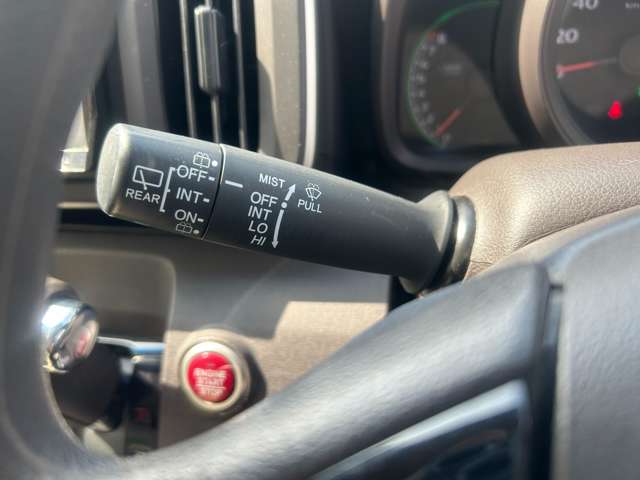 REAR
OFF
INT
ON
MIST
OFF
INT
LO
HI
PULL
ENGINE
START
STOP
20
40